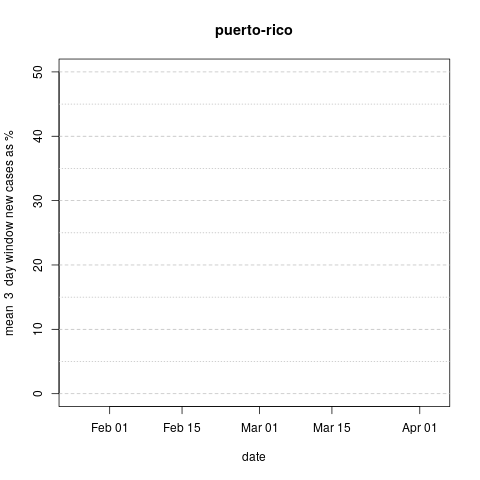 puerto-rico
mean 3 day window new cases as %
50
40
30
20
10
0
Feb 01
Feb 15
Mar 01
Mar 15
Apr 01
date